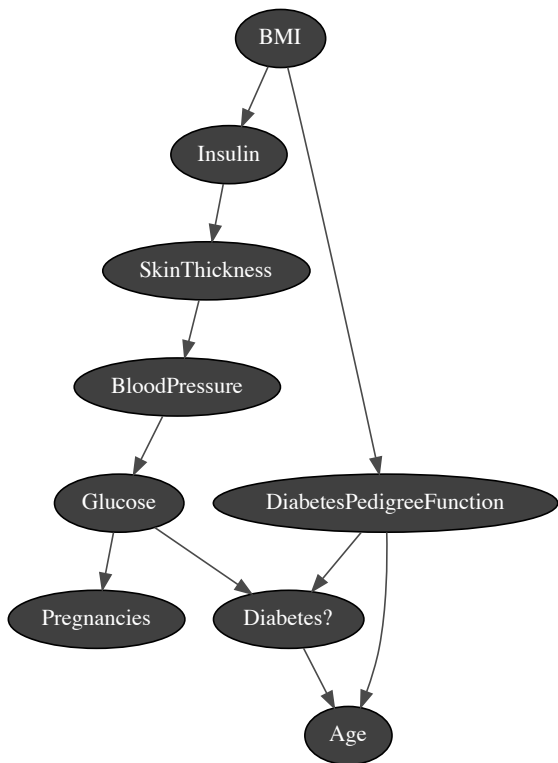 BMI
Insulin
SkinThickness
BloodPressure
Glucose
DiabetesPedigreeFunction
Pregnancies
Diabetes?
Age